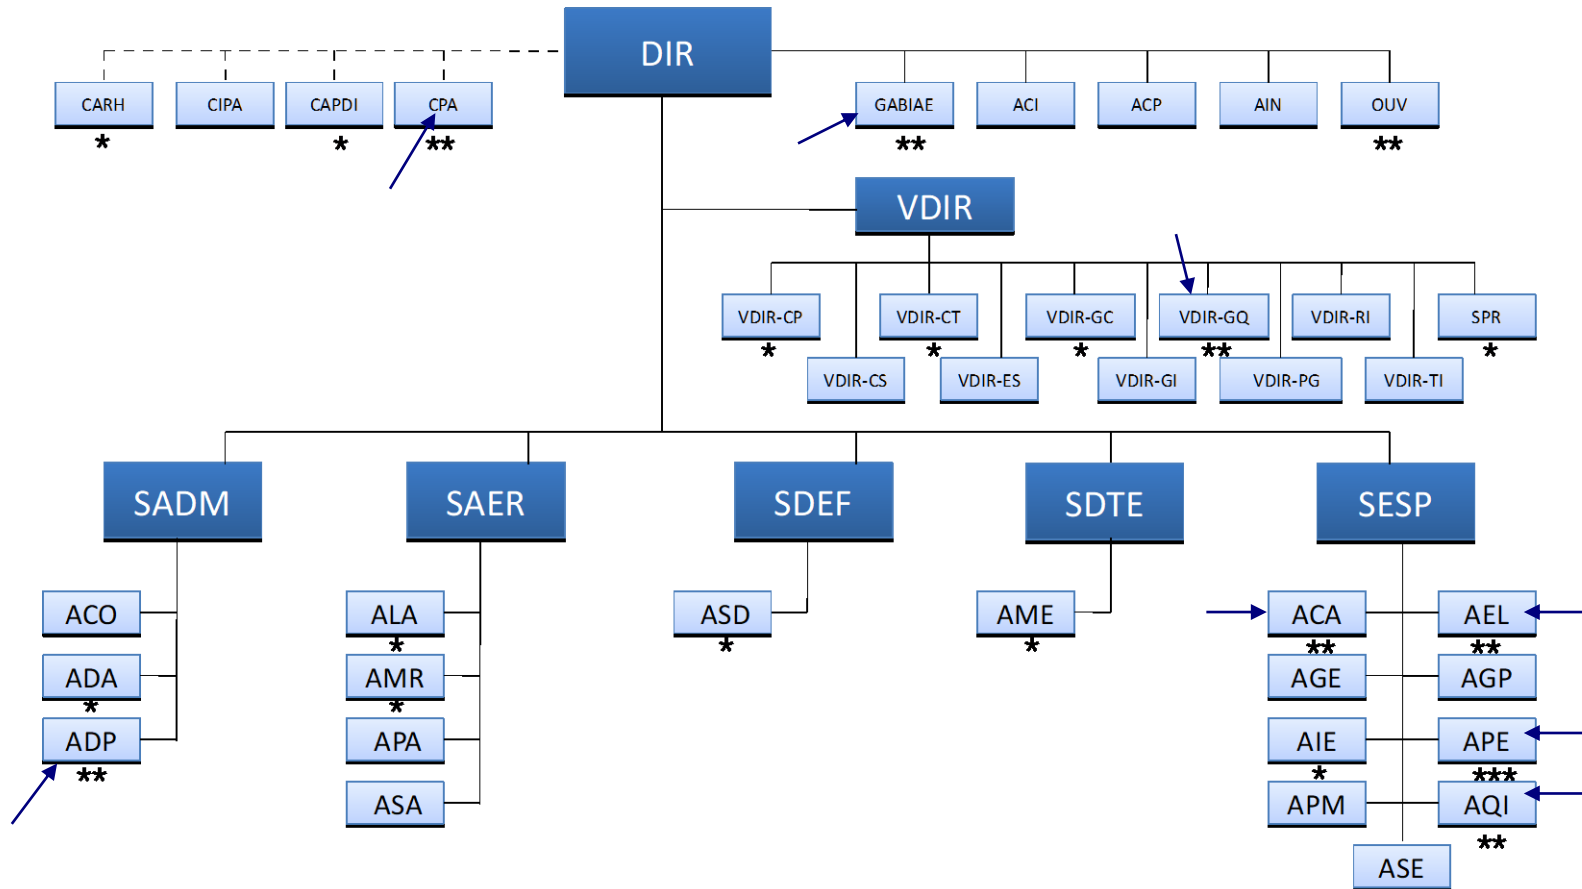 DIR
CARH CIPA CAPDI CPA GABIAE ACI ACP AIN OUV
* * ** ** **
VDIR
VDIR-CP VDIR-CT VDIR-GC VDIR-GQ VDIR-RI SPR
* * * ** *
VDIR-CS VDIR-ES VDIR-GI VDIR-PG VDIR-TI
SADM SAER SDEF SDTE SESP
ACO ALA ASD AME ACA AEL
* * * ** **
ADA AMR AGE AGP
* *
ADP APA AIE APE
** * ***
ASA APM AQI
**
ASE